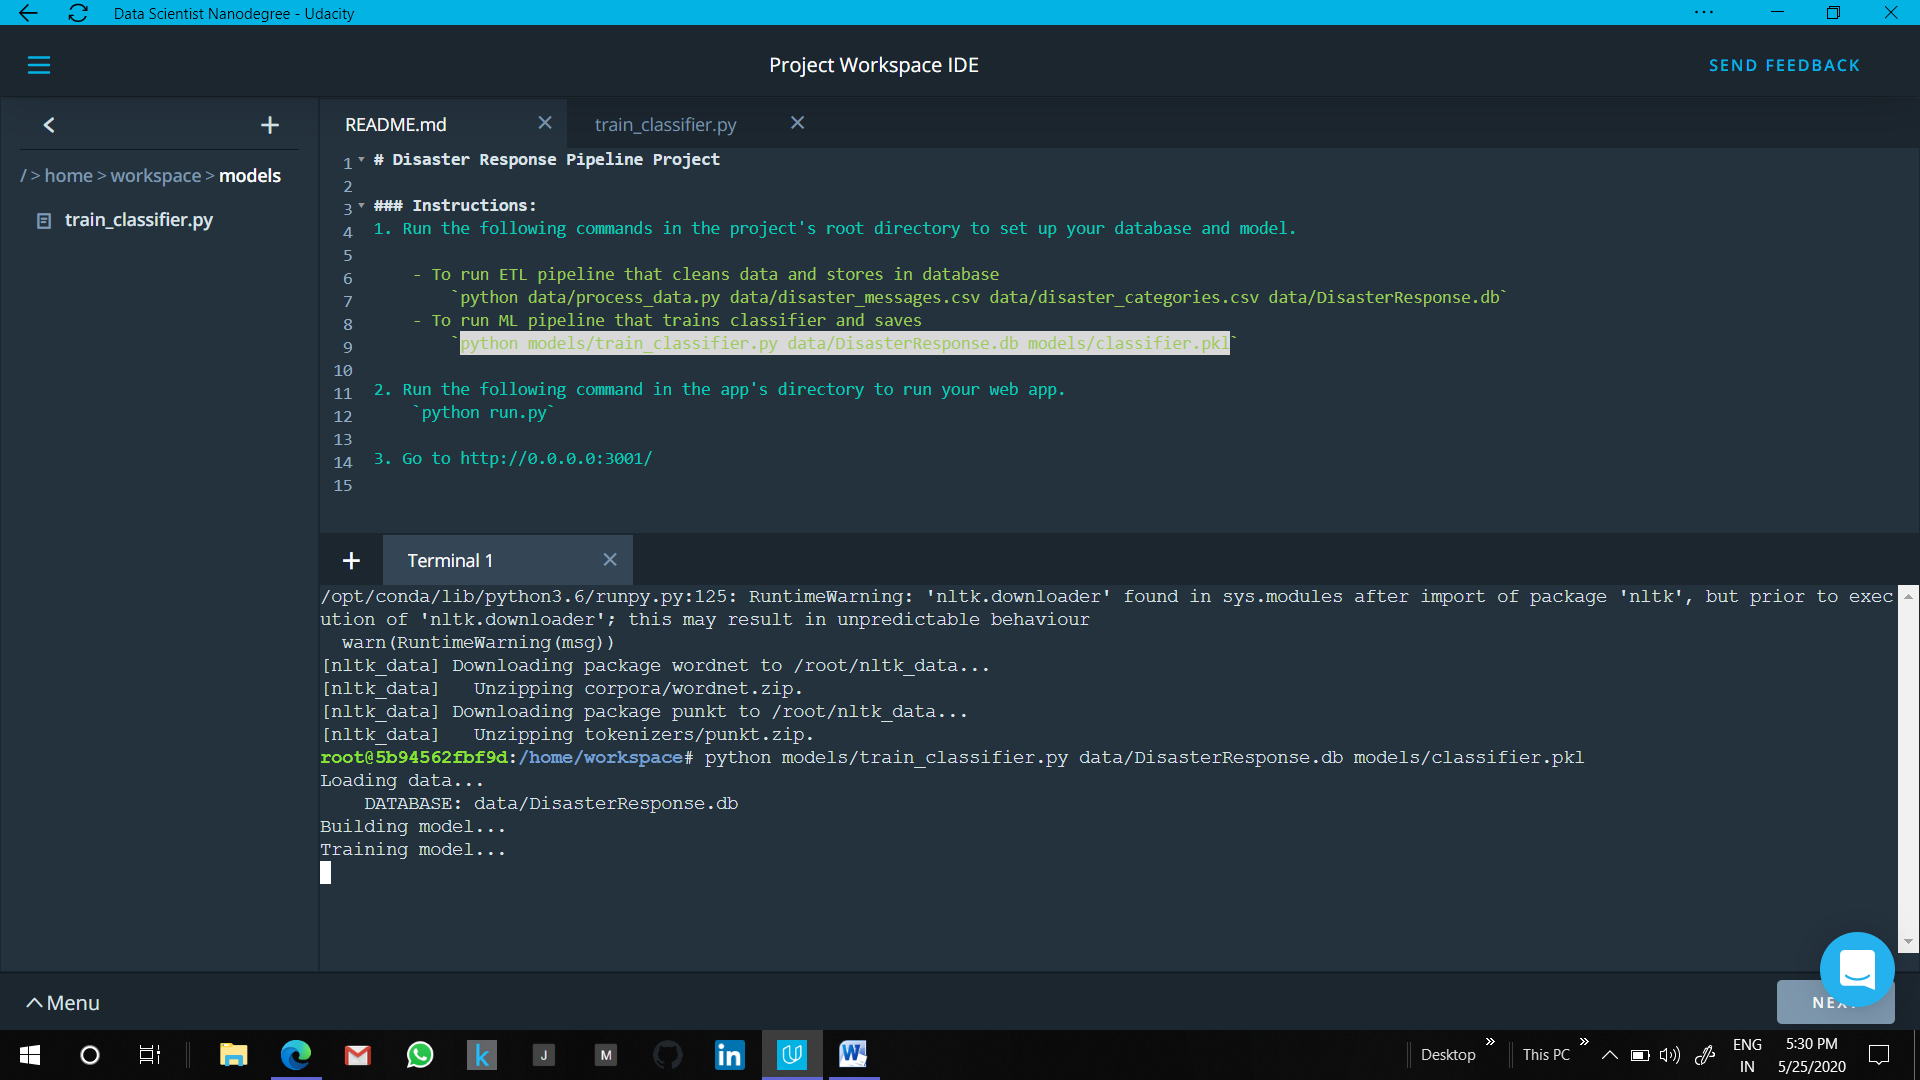 Data Scientist Nanodegree - Udacity
Project Workspace IDE
SEND FEEDBACK
/ > home > workspace > models
train_classifier.py
README.md
train_classifier.py
1 # Disaster Response Pipeline Project
2
3 ### Instructions:
4 1. Run the following commands in the project's root directory to set up your database and model.
5
6 - To run ETL pipeline that cleans data and stores in database
7 `python data/process_data.py data/disaster_messages.csv data/disaster_categories.csv data/DisasterResponse.db`
8 - To run ML pipeline that trains classifier and saves
9 `python models/train_classifier.py data/DisasterResponse.db models/classifier.pkl`
10
11 2. Run the following command in the app's directory to run your web app.
12 `python run.py`
13
14 3. Go to http://0.0.0.0:3001/
15
Terminal 1
/opt/conda/lib/python3.6/runpy.py:125: RuntimeWarning: 'nltk.downloader' found in sys.modules after import of package 'nltk', but prior to exec
ution of 'nltk.downloader'; this may result in unpredictable behaviour
warn(RuntimeWarning(msg))
[nltk_data] Downloading package wordnet to /root/nltk_data...
[nltk_data] Unzipping corpora/wordnet.zip.
[nltk_data] Downloading package punkt to /root/nltk_data...
[nltk_data] Unzipping tokenizers/punkt.zip.
root@5b94562fbf9d:/home/workspace# python models/train_classifier.py data/DisasterResponse.db models/classifier.pkl
Loading data...
DATABASE: data/DisasterResponse.db
Building model...
Training model...
Menu
NEXT
k
J
M
in
U
W
Desktop
This PC
ENG
IN
5:30 PM
5/25/2020